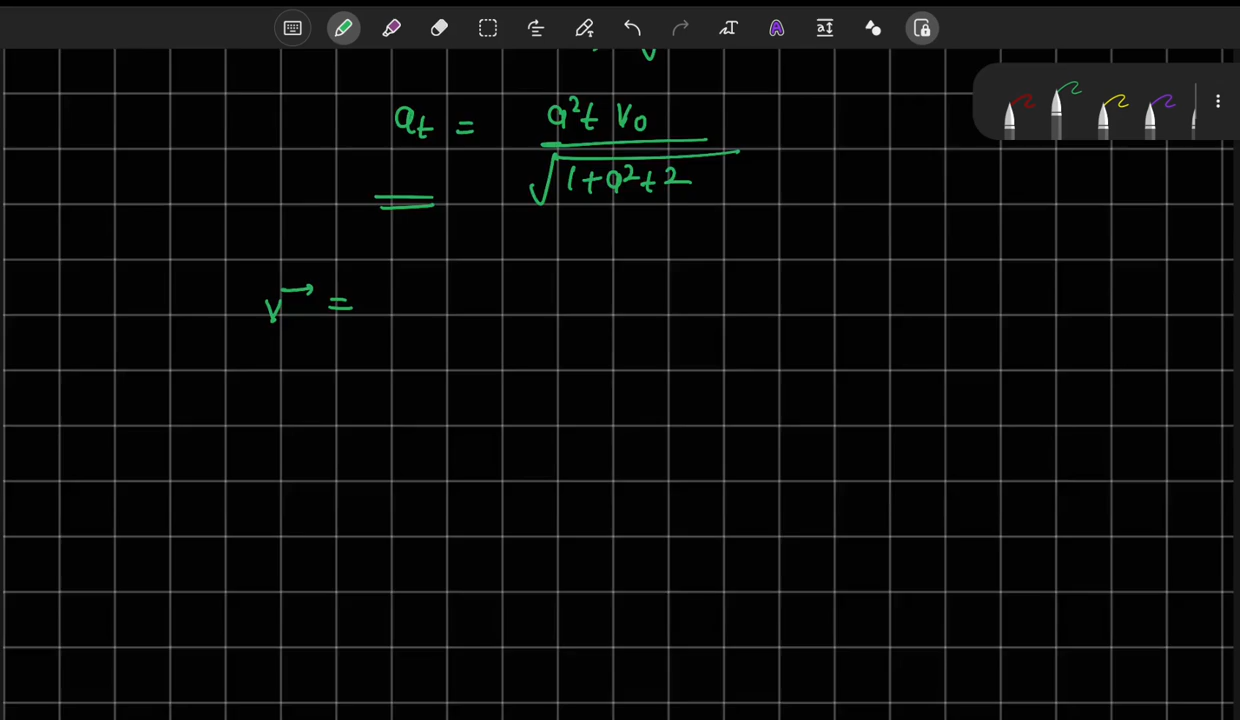 v
a_t = a²t v₀
√1+a²t2
v→ =